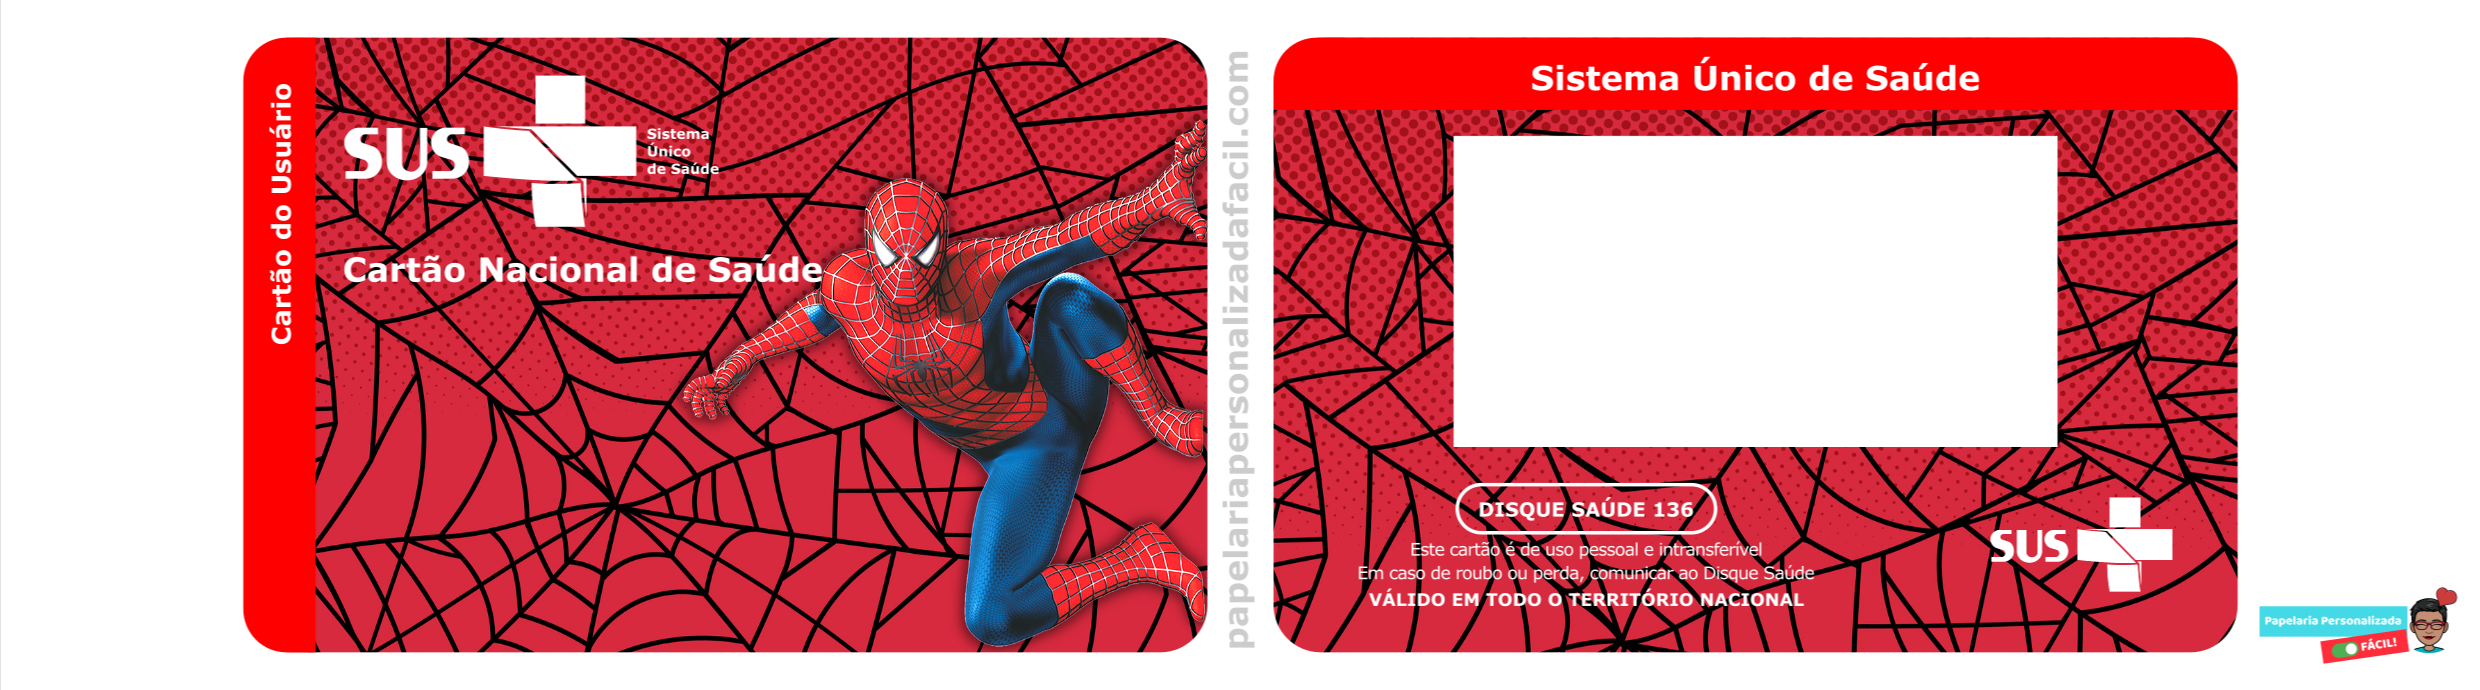 Cartão do Usuário
SUS
Sistema
Único
de Saúde
Cartão Nacional de Saúde
papelariapersonalizadafacil.com
Sistema Único de Saúde
DISQUE SAÚDE 136
Este cartão é de uso pessoal e intransferível
Em caso de roubo ou perda, comunicar ao Disque Saúde
VÁLIDO EM TODO O TERRITÓRIO NACIONAL
SUS
Papelaria Personalizada
FÁCIL!